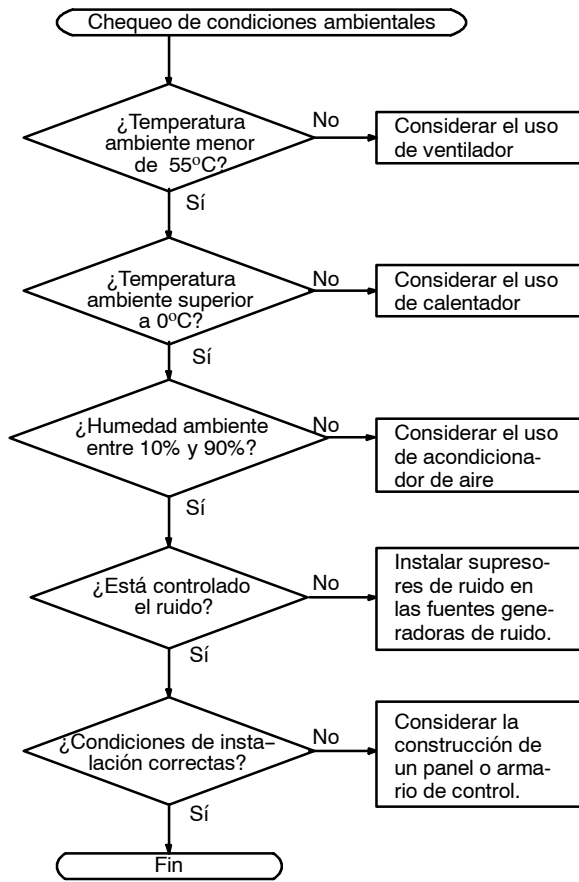 Chequeo de condiciones ambientales
¿Temperatura
ambiente menor
de 55ºC?
No
Considerar el uso
de ventilador
Sí
¿Temperatura
ambiente superior
a 0ºC?
No
Considerar el uso
de calentador
Sí
¿Humedad ambiente
entre 10% y 90%?
No
Considerar el uso
de acondiciona-
dor de aire
Sí
¿Está controlado
el ruido?
No
Instalar supreso-
res de ruido en
las fuentes gene-
radoras de ruido.
Sí
¿Condiciones de insta-
lación correctas?
No
Considerar la
construcción de
un panel o arma-
rio de control.
Sí
Fin